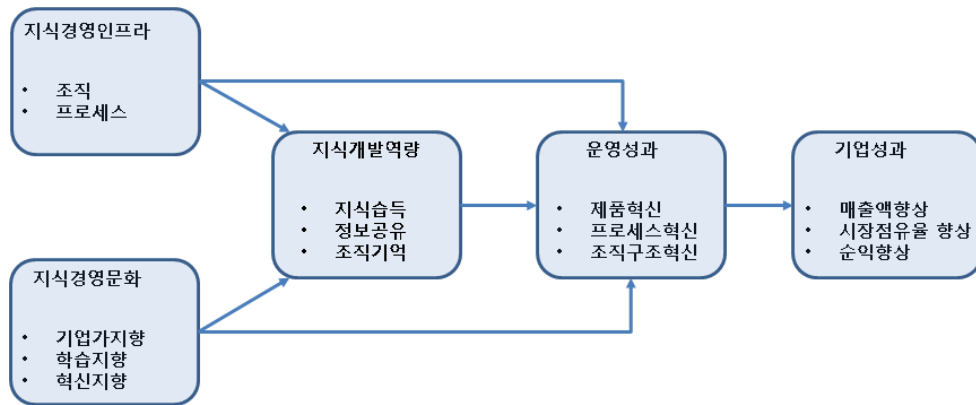 지식경영인프라
• 조직
• 프로세스
지식개발역량
• 지식습득
• 정보공유
• 조직기억
운영성과
• 제품혁신
• 프로세스혁신
• 조직구조혁신
기업성과
• 매출액향상
• 시장점유율 향상
• 순익향상
지식경영문화
• 기업가지향
• 학습지향
• 혁신지향